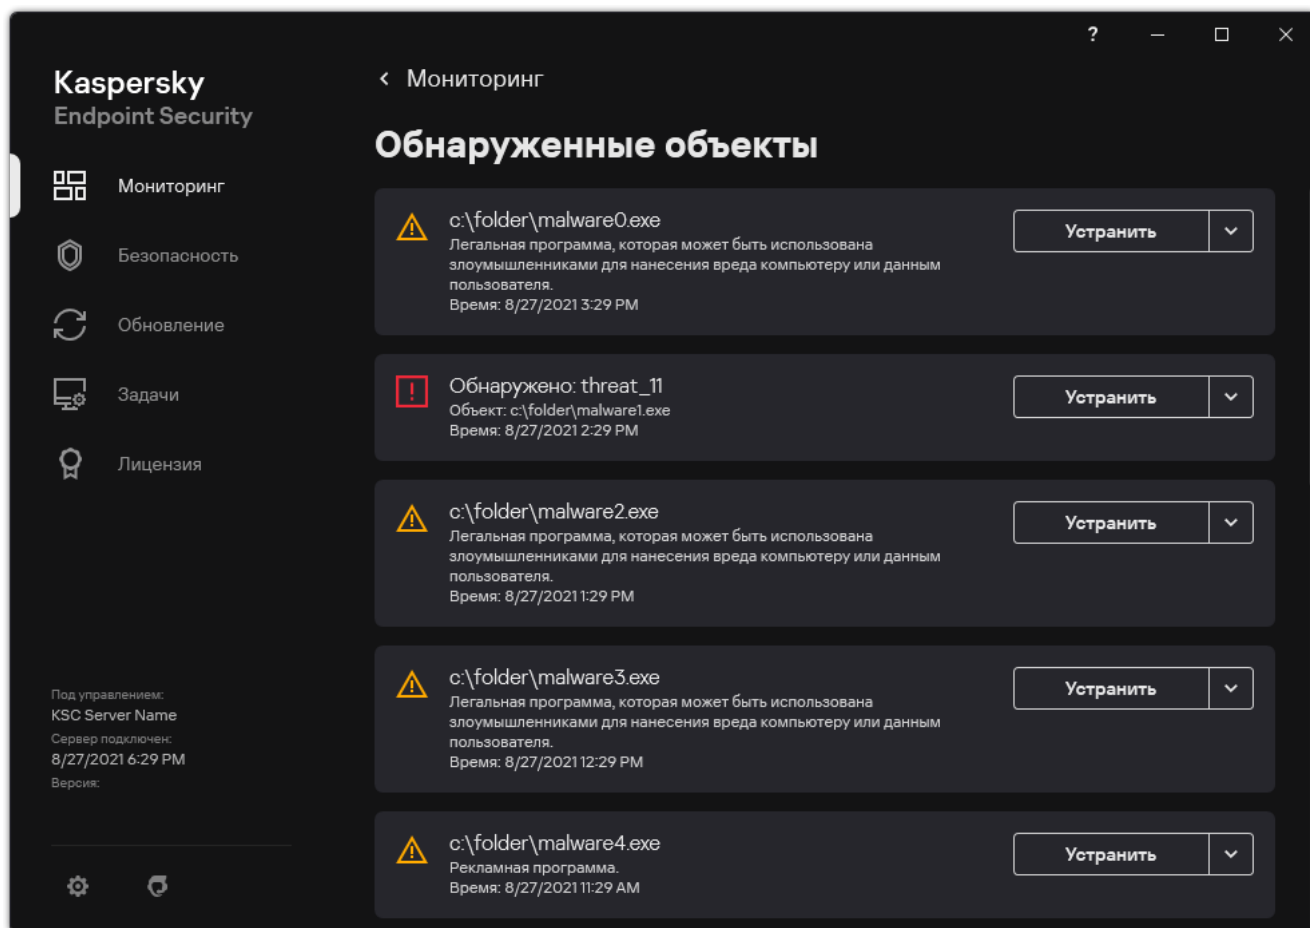 ?
Kaspersky
Endpoint Security
Мониторинг
Безопасность
Обновление
Задачи
Лицензия
Под управлением:
KSC Server Name
Сервер подключен:
8/27/2021 6:29 PM
Версия:
Мониторинг
Обнаруженные объекты
c:\folder\malware0.exe
Легальная программа, которая может быть использована
злоумышленниками для нанесения вреда компьютеру или данным
пользователя.
Время: 8/27/2021 3:29 PM
Устранить
Обнаружено: threat_11
Объект: c:\folder\malware1.exe
Время: 8/27/2021 2:29 PM
Устранить
c:\folder\malware2.exe
Легальная программа, которая может быть использована
злоумышленниками для нанесения вреда компьютеру или данным
пользователя.
Время: 8/27/2021 1:29 PM
Устранить
c:\folder\malware3.exe
Легальная программа, которая может быть использована
злоумышленниками для нанесения вреда компьютеру или данным
пользователя.
Время: 8/27/2021 12:29 PM
Устранить
c:\folder\malware4.exe
Рекламная программа.
Время: 8/27/2021 11:29 AM
Устранить